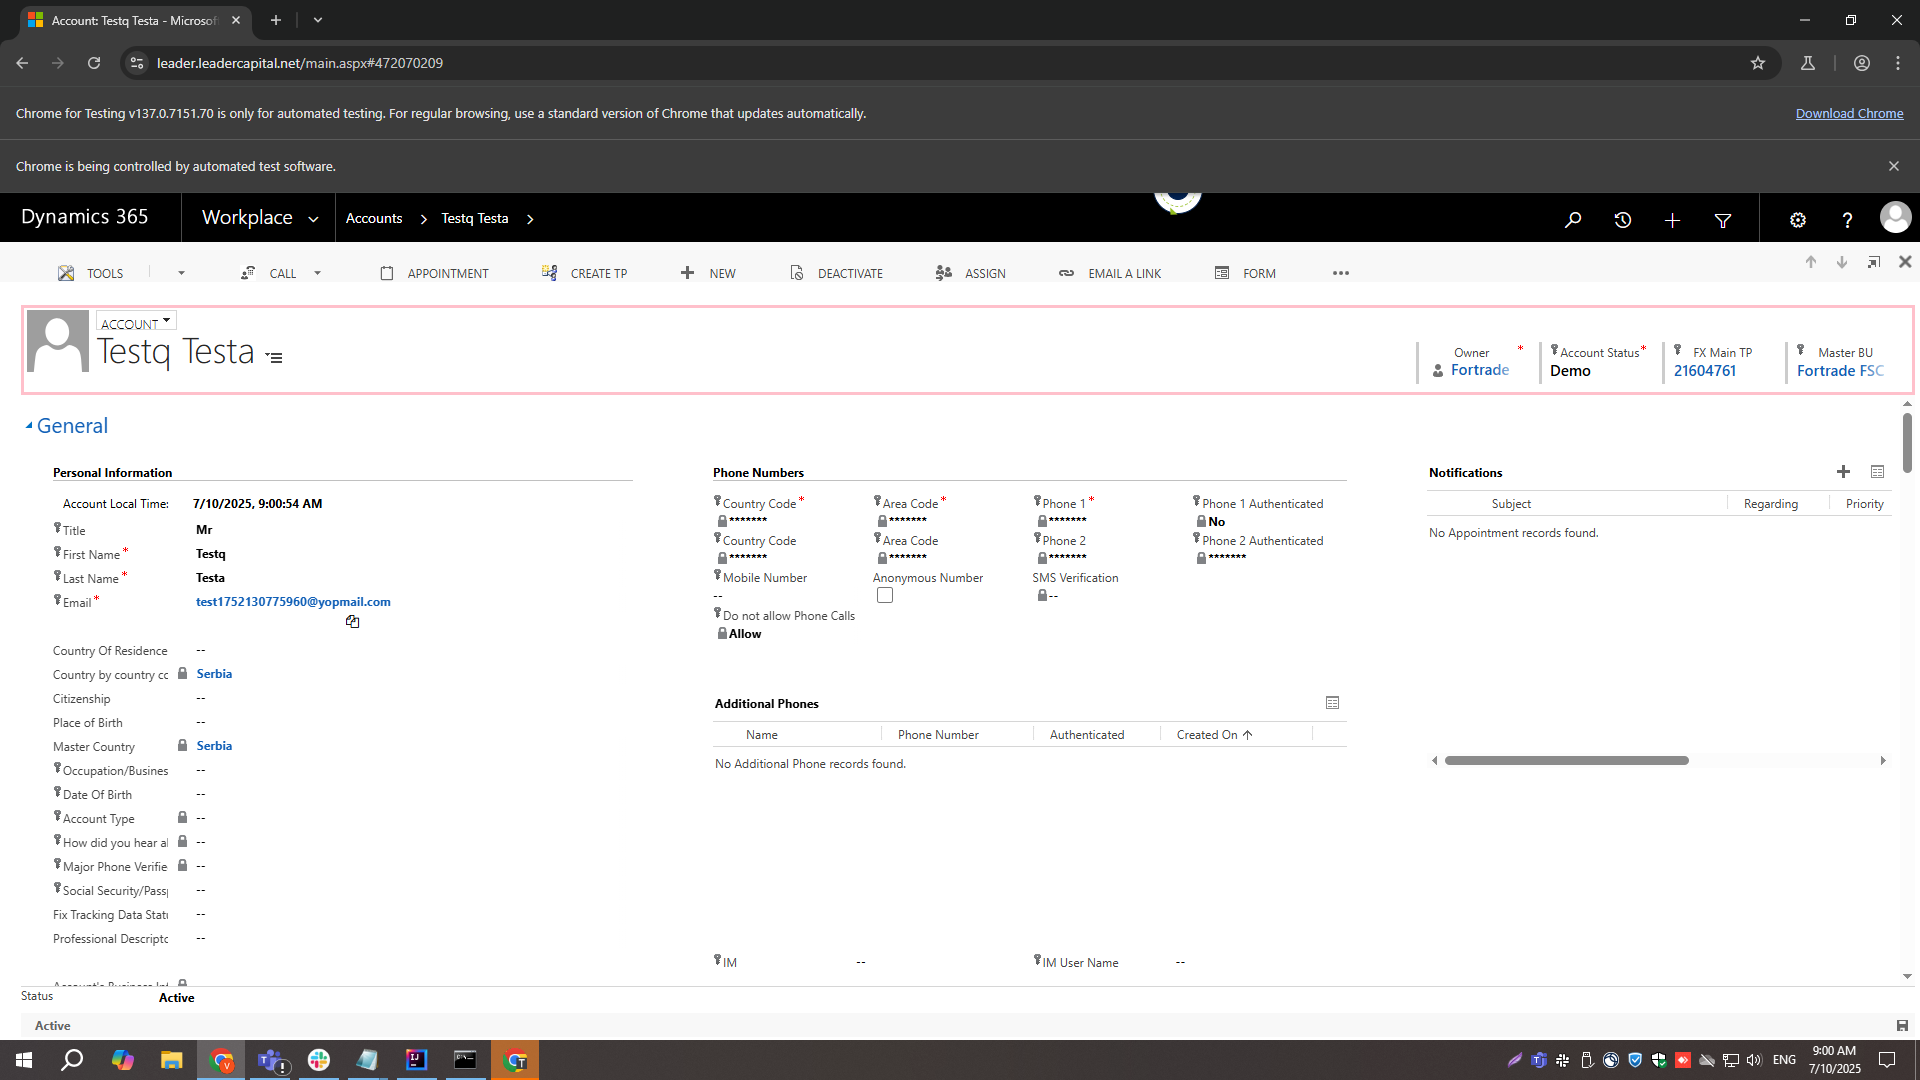 Account: Testq Testa - Microsof
leader.leadercapital.net/main.aspx#472070209
Chrome for Testing v137.0.7151.70 is only for automated testing. For regular browsing, use a standard version of Chrome that updates automatically.
Download Chrome
Chrome is being controlled by automated test software.
Dynamics 365
Workplace
Accounts
Testq Testa
TOOLS
CALL
APPOINTMENT
CREATE TP
NEW
DEACTIVATE
ASSIGN
EMAIL A LINK
FORM
ACCOUNT
Testq Testa
Owner *
Fortrade
Account Status *
Demo
FX Main TP
21604761
Master BU
Fortrade FSC
General
Personal Information
Account Local Time: 7/10/2025, 9:00:54 AM
Title Mr
First Name * Testq
Last Name * Testa
Email * test1752130775960@yopmail.com
Country Of Residence --
Country by country cc Serbia
Citizenship --
Place of Birth --
Master Country Serbia
Occupation/Busines --
Date Of Birth --
Account Type --
How did you hear al --
Major Phone Verifie --
Social Security/Pass --
Fix Tracking Data Stat --
Professional Descripto --
Phone Numbers
Country Code * Area Code * Phone 1 * Phone 1 Authenticated
******* ******* ******* No
Country Code Area Code Phone 2 Phone 2 Authenticated
******* ******* ******* *******
Mobile Number Anonymous Number SMS Verification
-- --
Do not allow Phone Calls
Allow
Additional Phones
Name Phone Number Authenticated Created On
No Additional Phone records found.
IM -- IM User Name --
Notifications
Subject Regarding Priority
No Appointment records found.
Status Active
Active
ENG
9:00 AM
7/10/2025